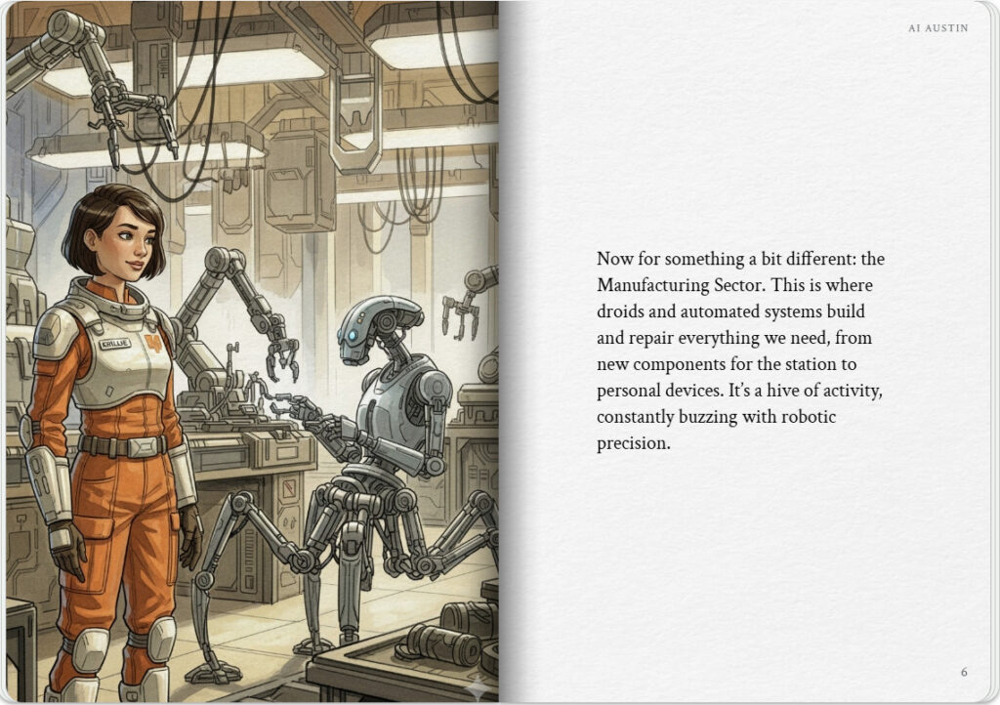 KRILLIE
AI AUSTIN
Now for something a bit different: the
Manufacturing Sector. This is where
droids and automated systems build
and repair everything we need, from
new components for the station to
personal devices. It’s a hive of activity,
constantly buzzing with robotic
precision.
6